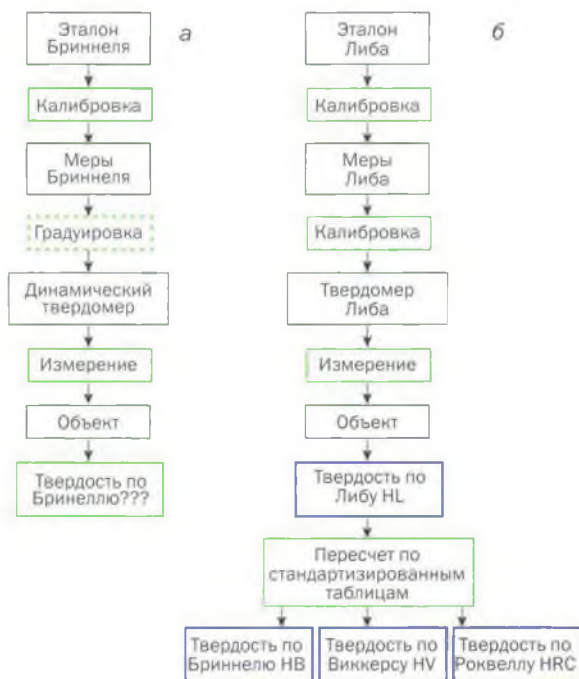 а
Эталон
Бринелля
Калибровка
Меры
Бринелля
Градуировка
Динамический
твердомер
Измерение
Объект
Твердость по
Бринеллю???
б
Эталон
Либа
Калибровка
Меры
Либа
Калибровка
Твердомер
Либа
Измерение
Объект
Твердость по
Либу HL
Пересчет по
стандартизированным
таблицам
Твердость по
Бриннелю HB
Твердость по
Виккерсу HV
Твердость по
Роквеллу HRC